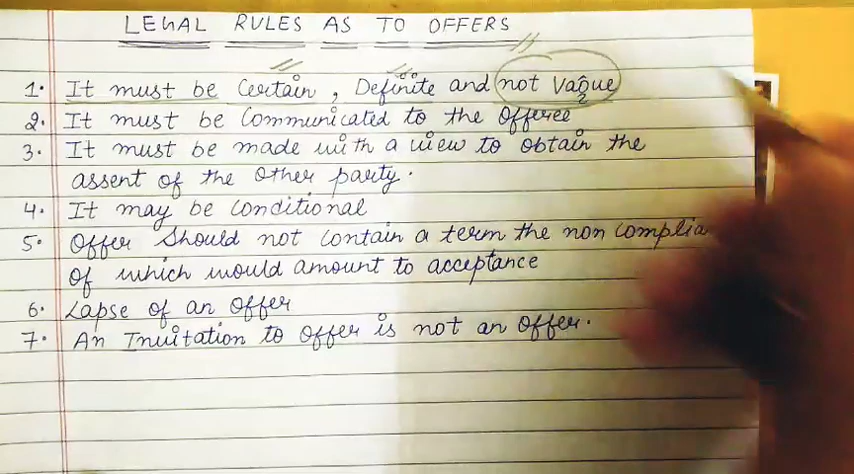 LEGAL RULES AS TO OFFERS
1. It must be Certain, Definite and not Vague
2. It must be Communicated to the Offeree
3. It must be made with a view to obtain the
assent of the Other party.
4. It may be Conditional
5. Offer Should not Contain a term the non
of which would amount to acceptance
6. Lapse of an Offer
7. An Invitation to Offer is not an Offer.